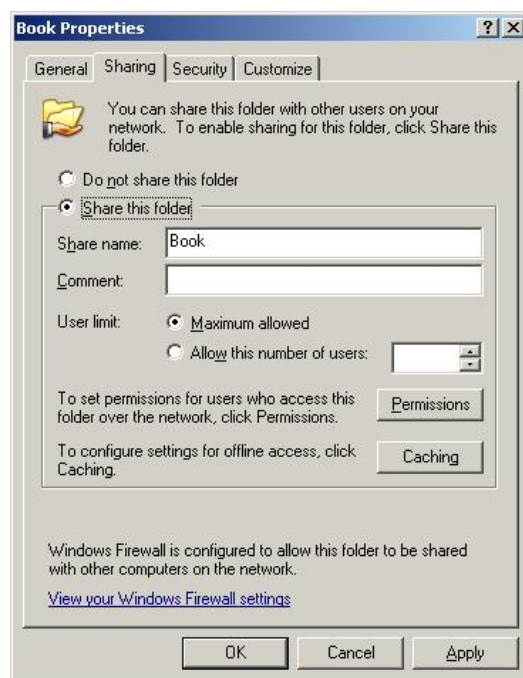 Book Properties
General Sharing Security Customize
You can share this folder with other users on your
network. To enable sharing for this folder, click Share this
folder.
Do not share this folder
Share this folder
Share name: Book
Comment:
User limit: Maximum allowed
Allow this number of users:
To set permissions for users who access this
folder over the network, click Permissions.
Permissions
To configure settings for offline access, click
Caching.
Caching
Windows Firewall is configured to allow this folder to be shared
with other computers on the network.
View your Windows Firewall settings
OK Cancel Apply